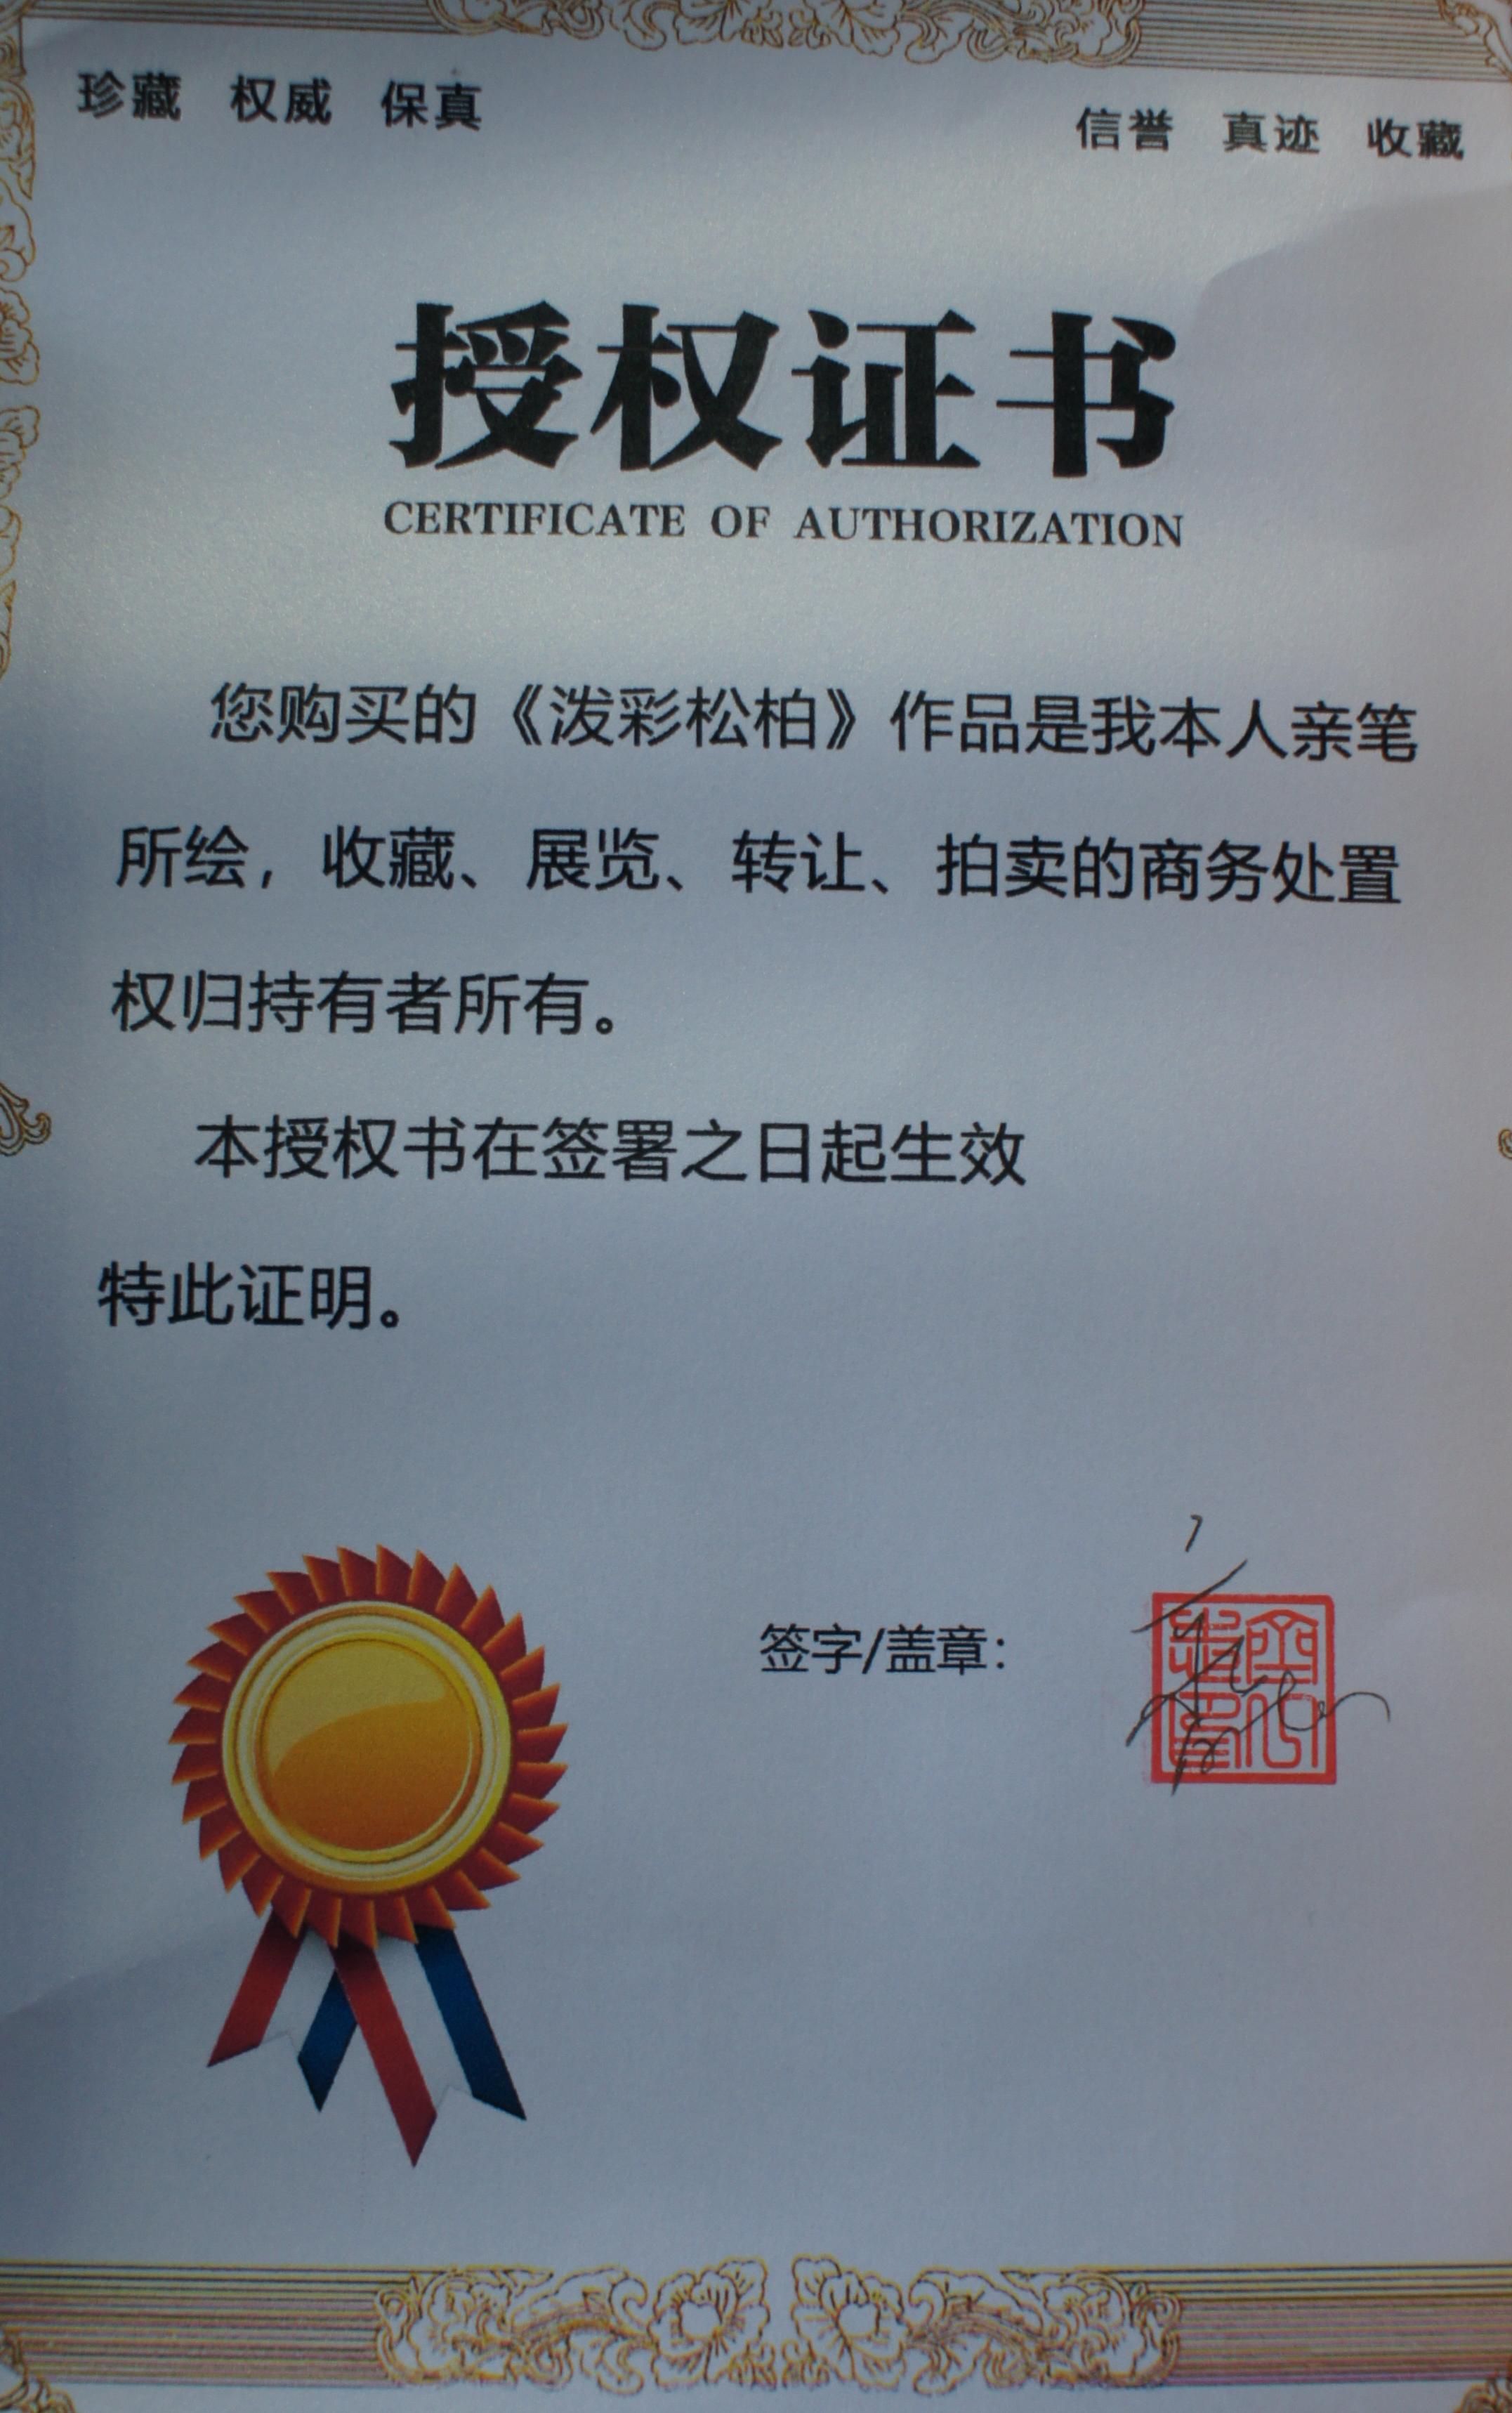 珍藏 权威 保真
信誉 真迹 收藏
授权证书
CERTIFICATE OF AUTHORIZATION
您购买的《泼彩松柏》作品是我本人亲笔
所绘，收藏、展览、转让、拍卖的商务处置
权归持有者所有。
本授权书在签署之日起生效
特此证明。
签字/盖章：